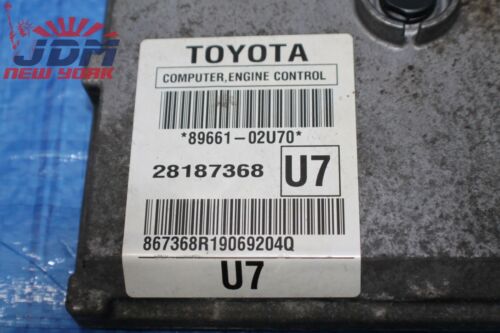 JDM
NEW YORK
TOYOTA
COMPUTER,ENGINE CONTROL
*89661-02U70*
28187368 U7
867368R19069204Q
U7